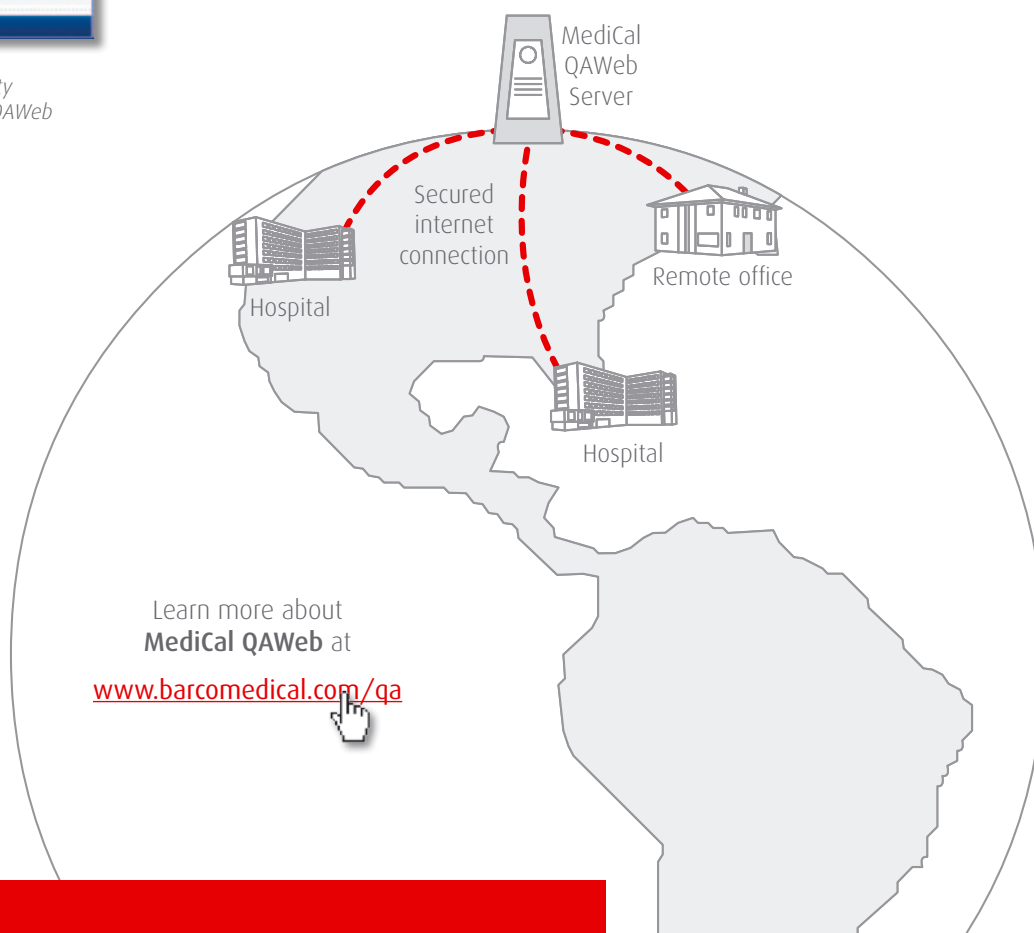 MediCal
QAWeb
Server
QAWeb
Secured
internet
connection
Hospital
Remote office
Hospital
Learn more about
MediCal QAWeb at
www.barcomedical.com/qa